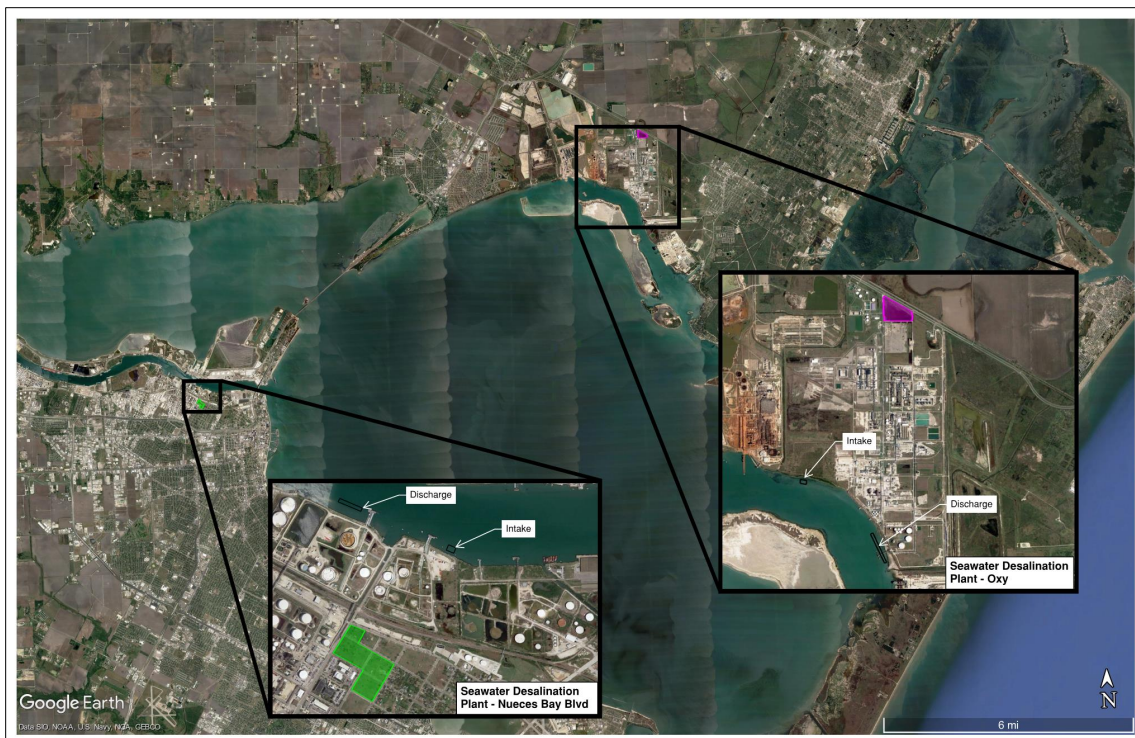 Intake
Discharge
Seawater Desalination
Plant - Oxy
Discharge
Intake
Seawater Desalination
Plant - Nueces Bay Blvd
Google Earth
Data SIO, NOAA, U.S. Navy, NGA, GEBCO
N
6 mi